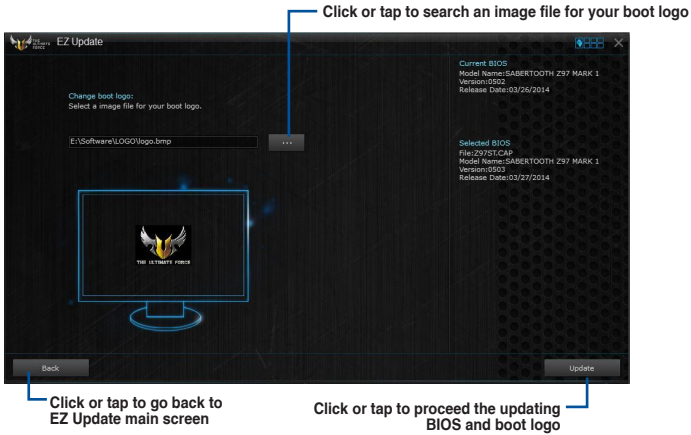 Click or tap to search an image file for your boot logo
THE
ULTIMATE
FORCE
EZ Update
Current BIOS
Model Name:SABERTOOTH Z97 MARK 1
Version:0502
Release Date:03/26/2014
Change boot logo:
Select a image file for your boot logo.
E:\Software\LOGO\logo.bmp
...
Selected BIOS
File:Z97ST.CAP
Model Name:SABERTOOTH Z97 MARK 1
Version:0503
Release Date:03/27/2014
THE ULTIMATE FORCE
Back
Update
Click or tap to go back to
EZ Update main screen
Click or tap to proceed the updating
BIOS and boot logo